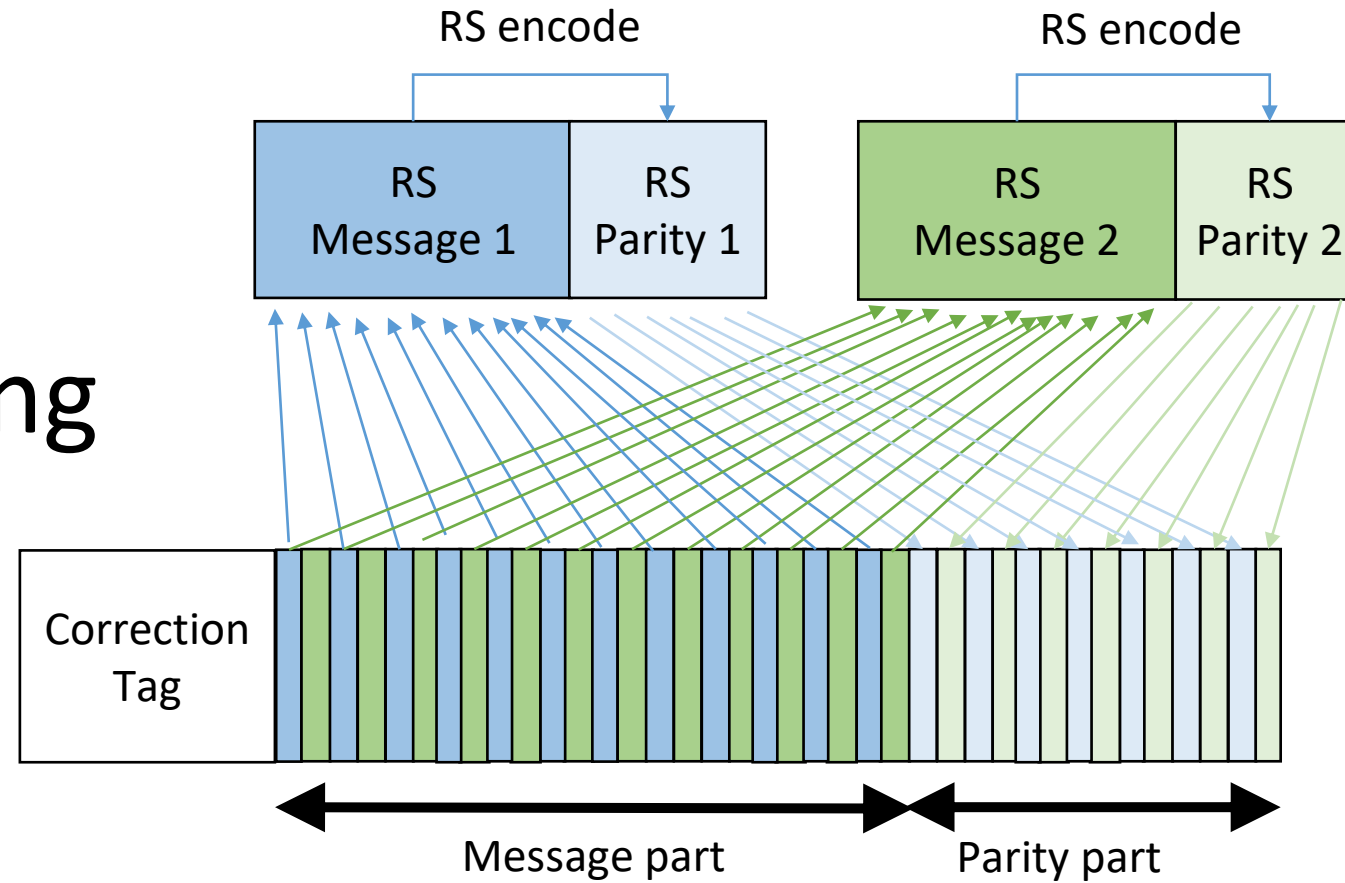 RS encode
RS encode
RS
Message 1
RS
Parity 1
RS
Message 2
RS
Parity 2
ng
Correction
Tag
Message part
Parity part